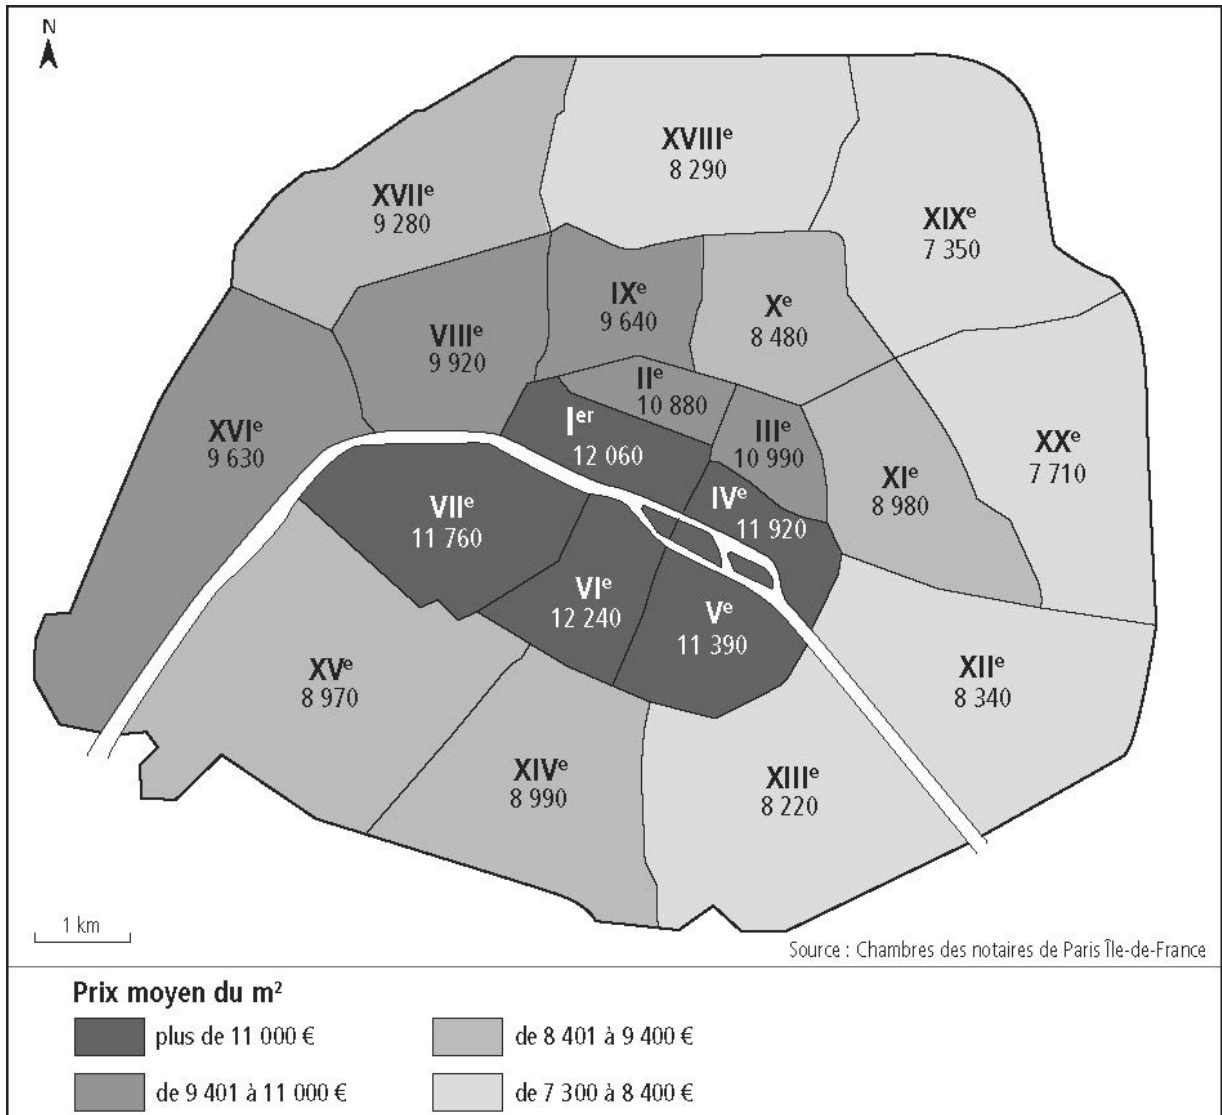 N
XVIIIe
8 290
XVIIe
9 280
XIXe
7 350
IXe
9 640
Xe
8 480
VIIIe
9 920
IIe
10 880
Ier
12 060
IIIe
10 990
XVIe
9 630
XXe
7 710
XIe
8 980
IVe
11 920
VIIe
11 760
VIe
12 240
Ve
11 390
XVe
8 970
XIIe
8 340
XIVe
8 990
XIIIe
8 220
1 km
Source : Chambres des notaires de Paris Île-de-France
Prix moyen du m²
plus de 11 000 €
de 9 401 à 11 000 €
de 8 401 à 9 400 €
de 7 300 à 8 400 €